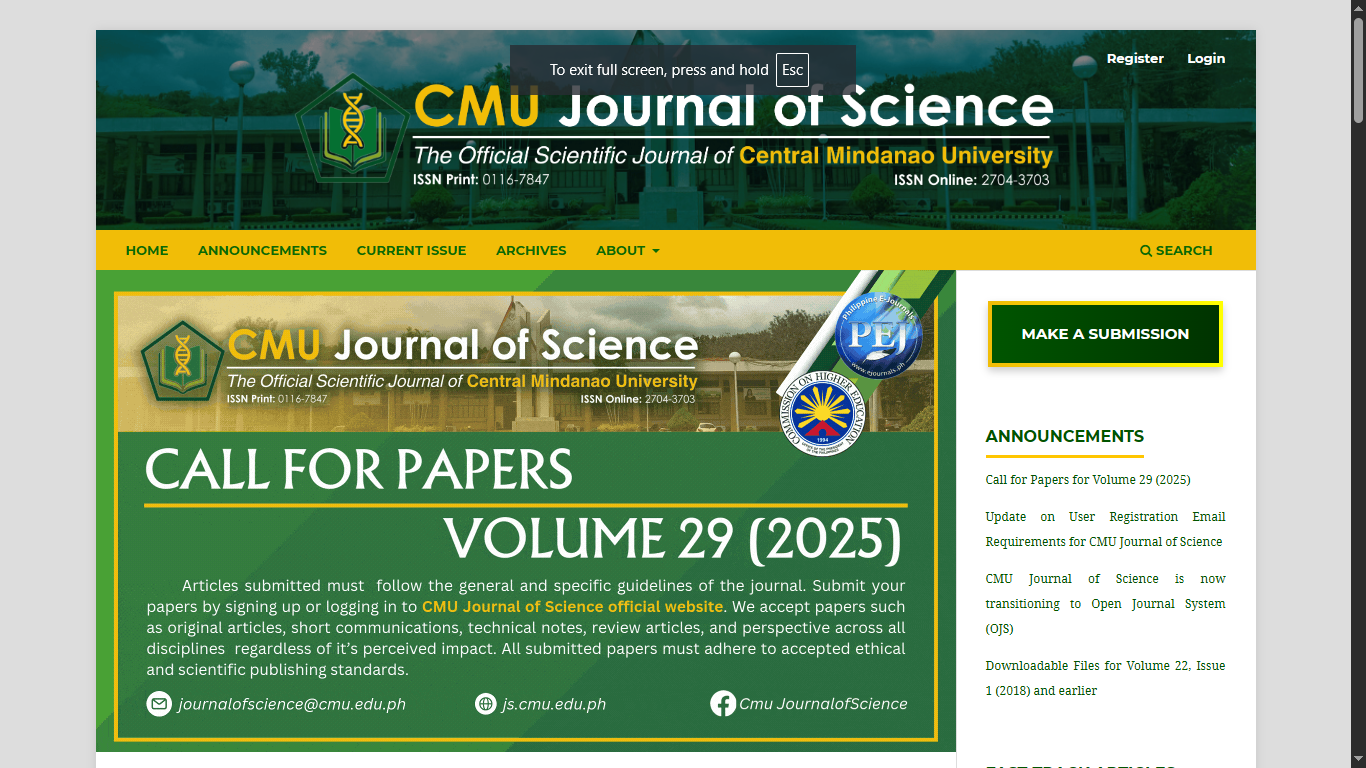 To exit full screen, press and hold Esc
Register Login
CMU Journal of Science
The Official Scientific Journal of Central Mindanao University
ISSN Print: 0116-7847 ISSN Online: 2704-3703
HOME ANNOUNCEMENTS CURRENT ISSUE ARCHIVES ABOUT SEARCH
CMU Journal of Science
The Official Scientific Journal of Central Mindanao University
ISSN Print: 0116-7847 ISSN Online: 2704-3703
Philippine E-Journals
PEJ
www.ejournals.ph
COMMISSION ON HIGHER EDUCATION
1994
OFFICE OF THE PRESIDENT
OF THE PHILIPPINES
CALL FOR PAPERS
VOLUME 29 (2025)
Articles submitted must follow the general and specific guidelines of the journal. Submit your
papers by signing up or logging in to CMU Journal of Science official website. We accept papers such
as original articles, short communications, technical notes, review articles, and perspective across all
disciplines regardless of it's perceived impact. All submitted papers must adhere to accepted ethical
and scientific publishing standards.
journalofscience@cmu.edu.ph js.cmu.edu.ph Cmu JournalofScience
MAKE A SUBMISSION
ANNOUNCEMENTS
Call for Papers for Volume 29 (2025)
Update on User Registration Email
Requirements for CMU Journal of Science
CMU Journal of Science is now
transitioning to Open Journal System
(OJS)
Downloadable Files for Volume 22, Issue
1 (2018) and earlier
FAST TRACK ARTICLES